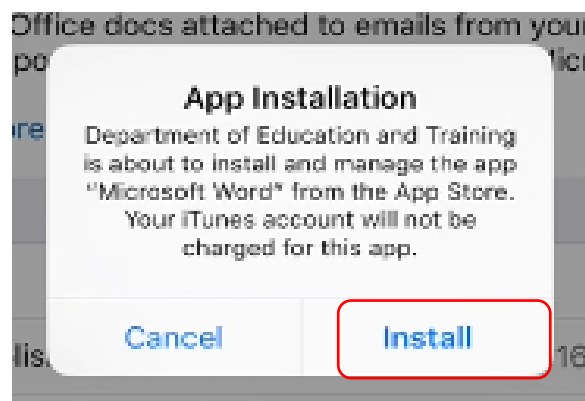 Office docs attached to emails from your
App Installation
Department of Education and Training
is about to install and manage the app
"Microsoft Word" from the App Store.
Your iTunes account will not be
charged for this app.
Cancel
Install